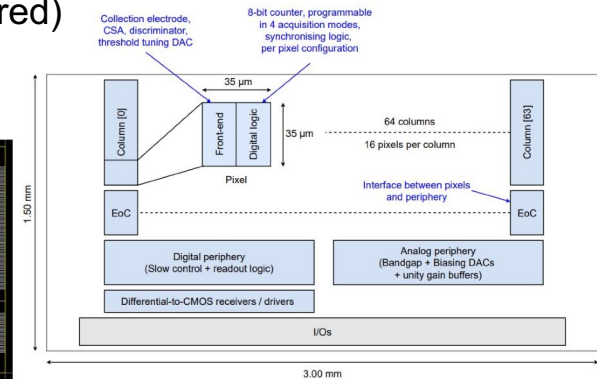 red)
Collection electrode,
CSA, discriminator,
threshold tuning DAC
8-bit counter, programmable
in 4 acquisition modes,
synchronising logic,
per pixel configuration
35 µm
Column [0]
Front-end
Digital logic
35 µm
64 columns
16 pixels per column
Column [63]
Pixel
Interface between pixels
and periphery
1.50 mm
EoC
EoC
Digital periphery
(Slow control + readout logic)
Analog periphery
(Bandgap + Biasing DACs
+ unity gain buffers)
Differential-to-CMOS receivers / drivers
I/Os
3.00 mm